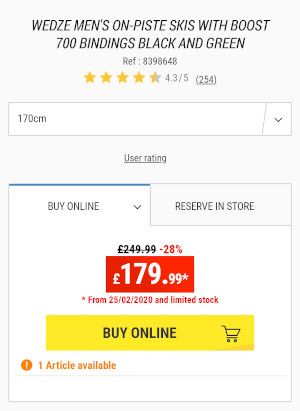 WEDZE MEN'S ON-PISTE SKIS WITH BOOST
700 BINDINGS BLACK AND GREEN
Ref : 8398648
4.3 / 5 (254)
170cm
User rating
BUY ONLINE
RESERVE IN STORE
£249.99 -28%
£179.99*
* From 25/02/2020 and limited stock
BUY ONLINE
! 1 Article available